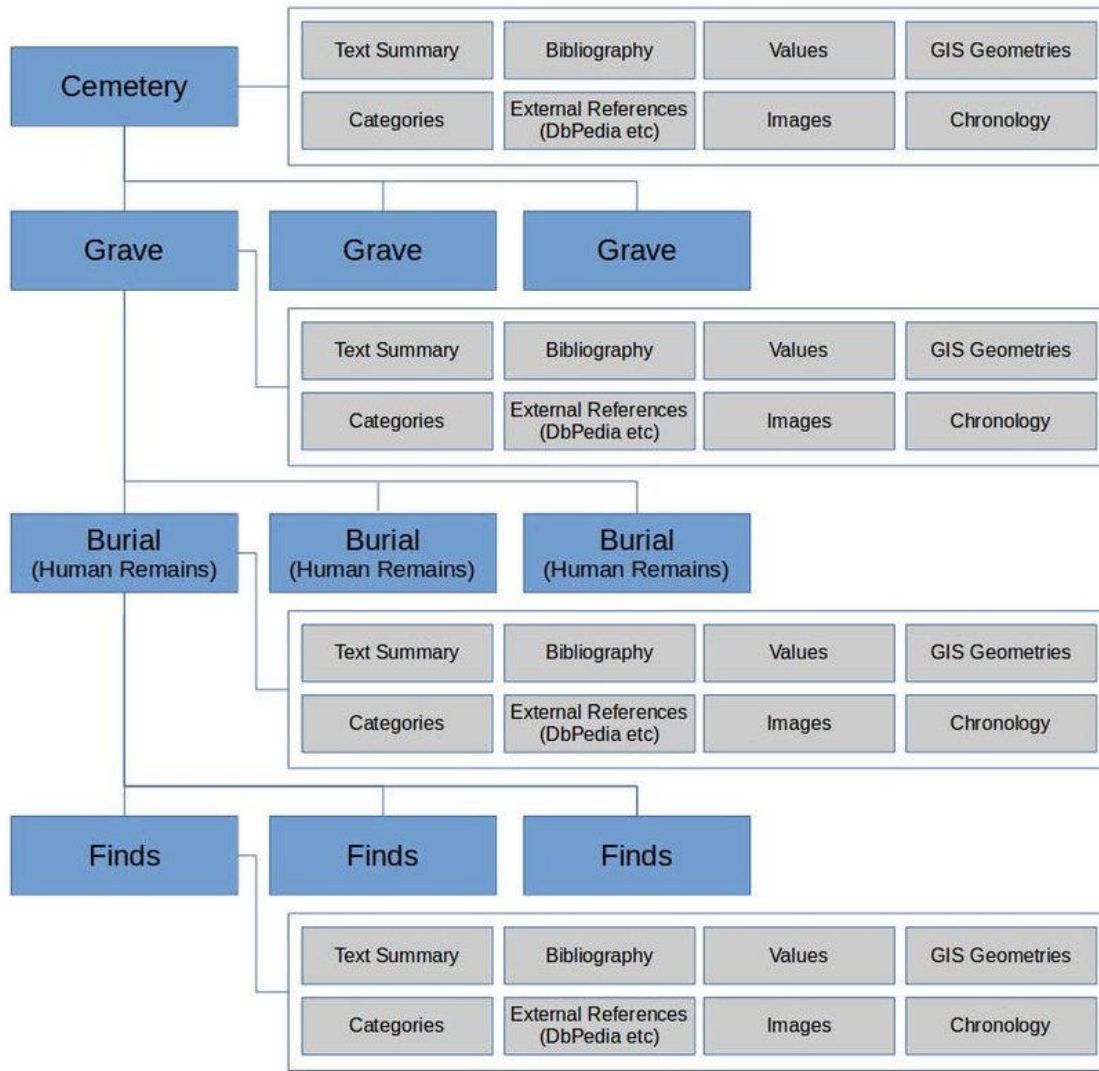 Cemetery
Text Summary
Bibliography
Values
GIS Geometries
Categories
External References
(DbPedia etc)
Images
Chronology
Grave
Grave
Grave
Text Summary
Bibliography
Values
GIS Geometries
Categories
External References
(DbPedia etc)
Images
Chronology
Burial
(Human Remains)
Burial
(Human Remains)
Burial
(Human Remains)
Text Summary
Bibliography
Values
GIS Geometries
Categories
External References
(DbPedia etc)
Images
Chronology
Finds
Finds
Finds
Text Summary
Bibliography
Values
GIS Geometries
Categories
External References
(DbPedia etc)
Images
Chronology